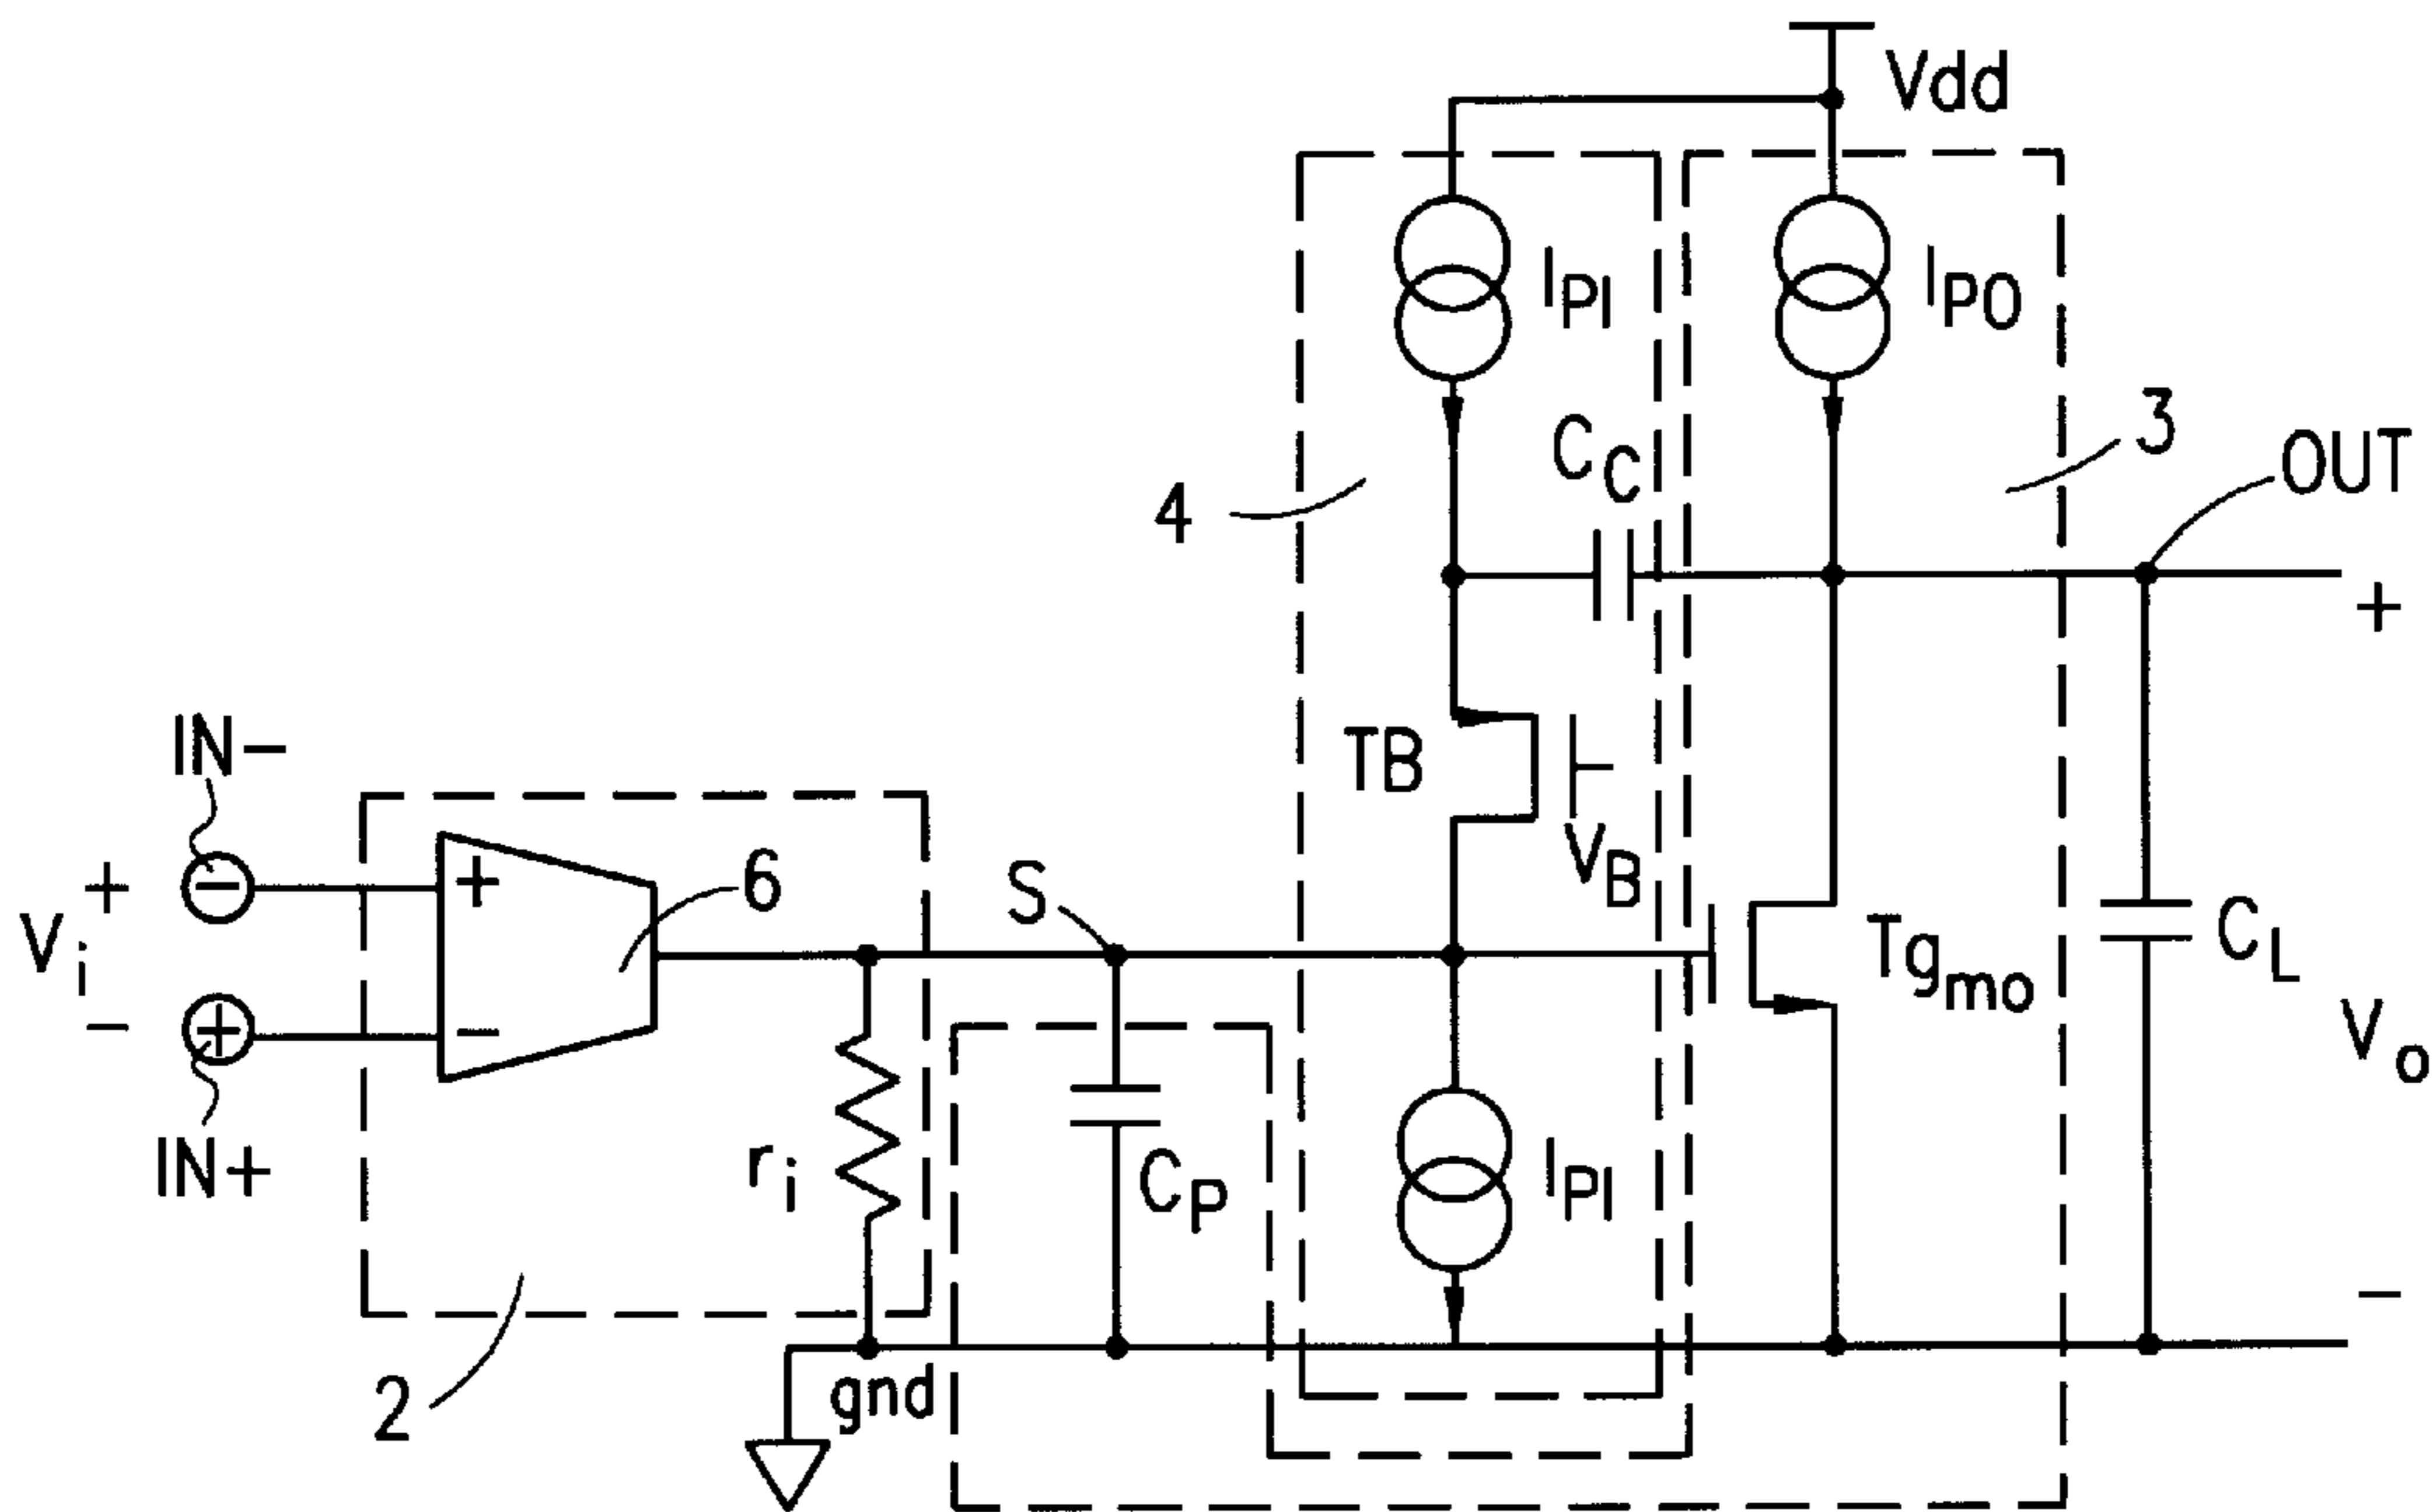 Vdd
I_PI
I_PO
3
C_C
OUT
4
+
IN-
TB
V_B
+
-
+
6
S
V_i
Tg_mo
C_L
-
+
-
V_o
IN+
r_i
C_P
I_PI
-
2
gnd